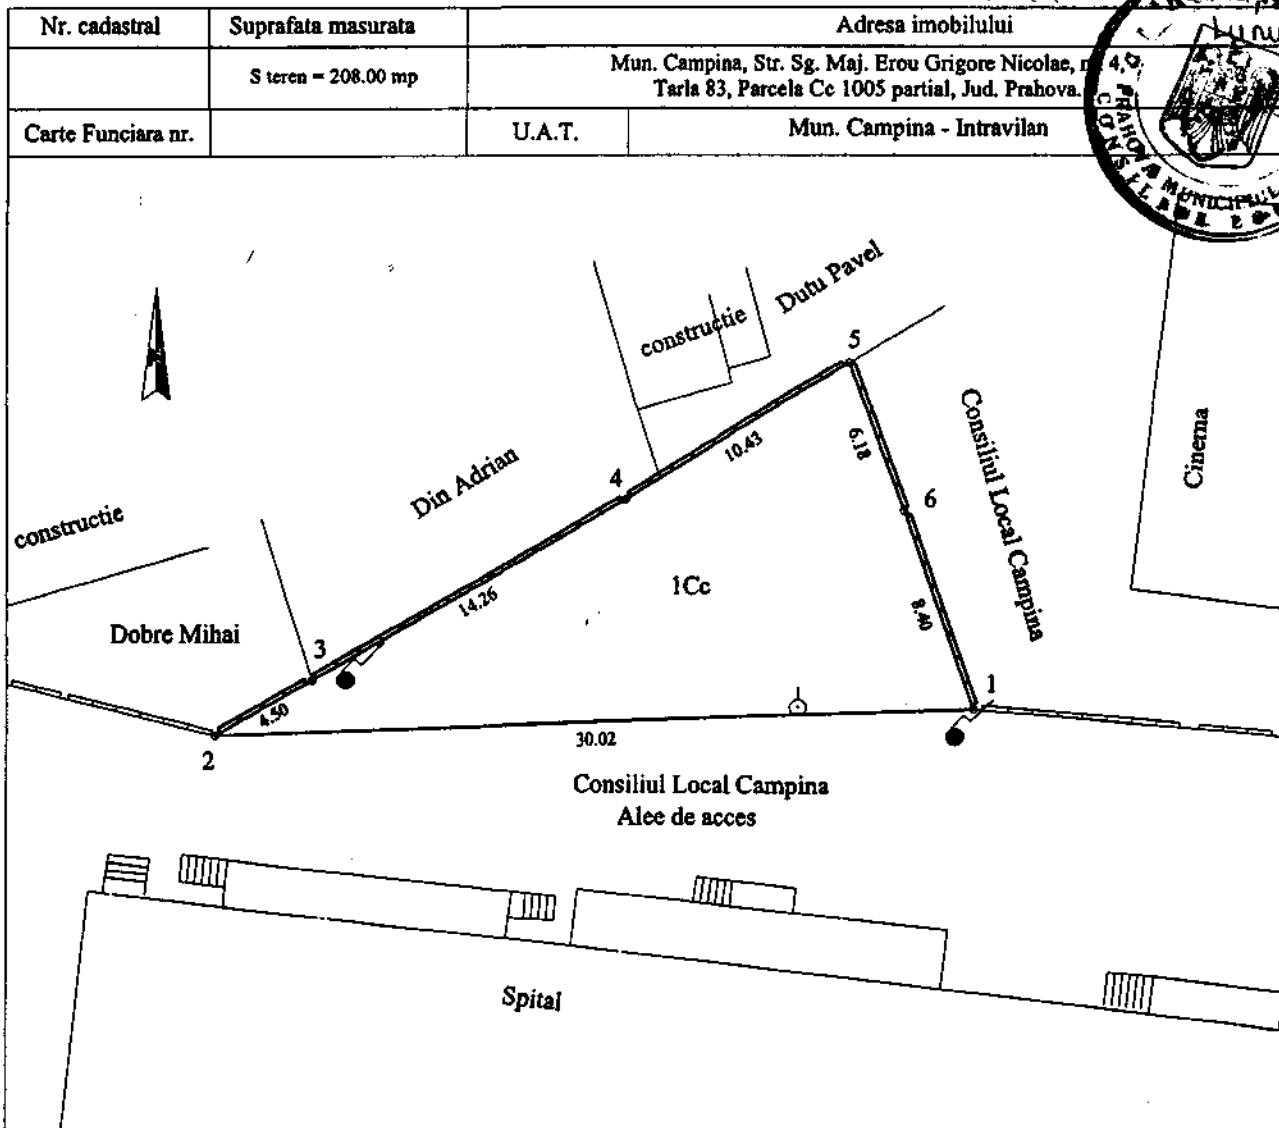 Nr. cadastral
Suprafata masurata
Adresa imobilului
S teren = 208.00 mp
Mun. Campina, Str. Sg. Maj. Erou Grigore Nicolae, 4,
Tarla 83, Parcela Cc 1005 partial, Jud. Prahova.
Carte Funciara nr.
U.A.T.
Mun. Campina - Intravilan
PRAHOVA MUNICIPIUL
Dutu Pavel
constructie
5
Consiliul Local Campina
Cinema
10.43
6.18
Din Adrian
4
6
constructie
14.26
1Cc
8.40
Dobre Mihai
3
1
4.50
2
30.02
Consiliul Local Campina
Alee de acces
Spital